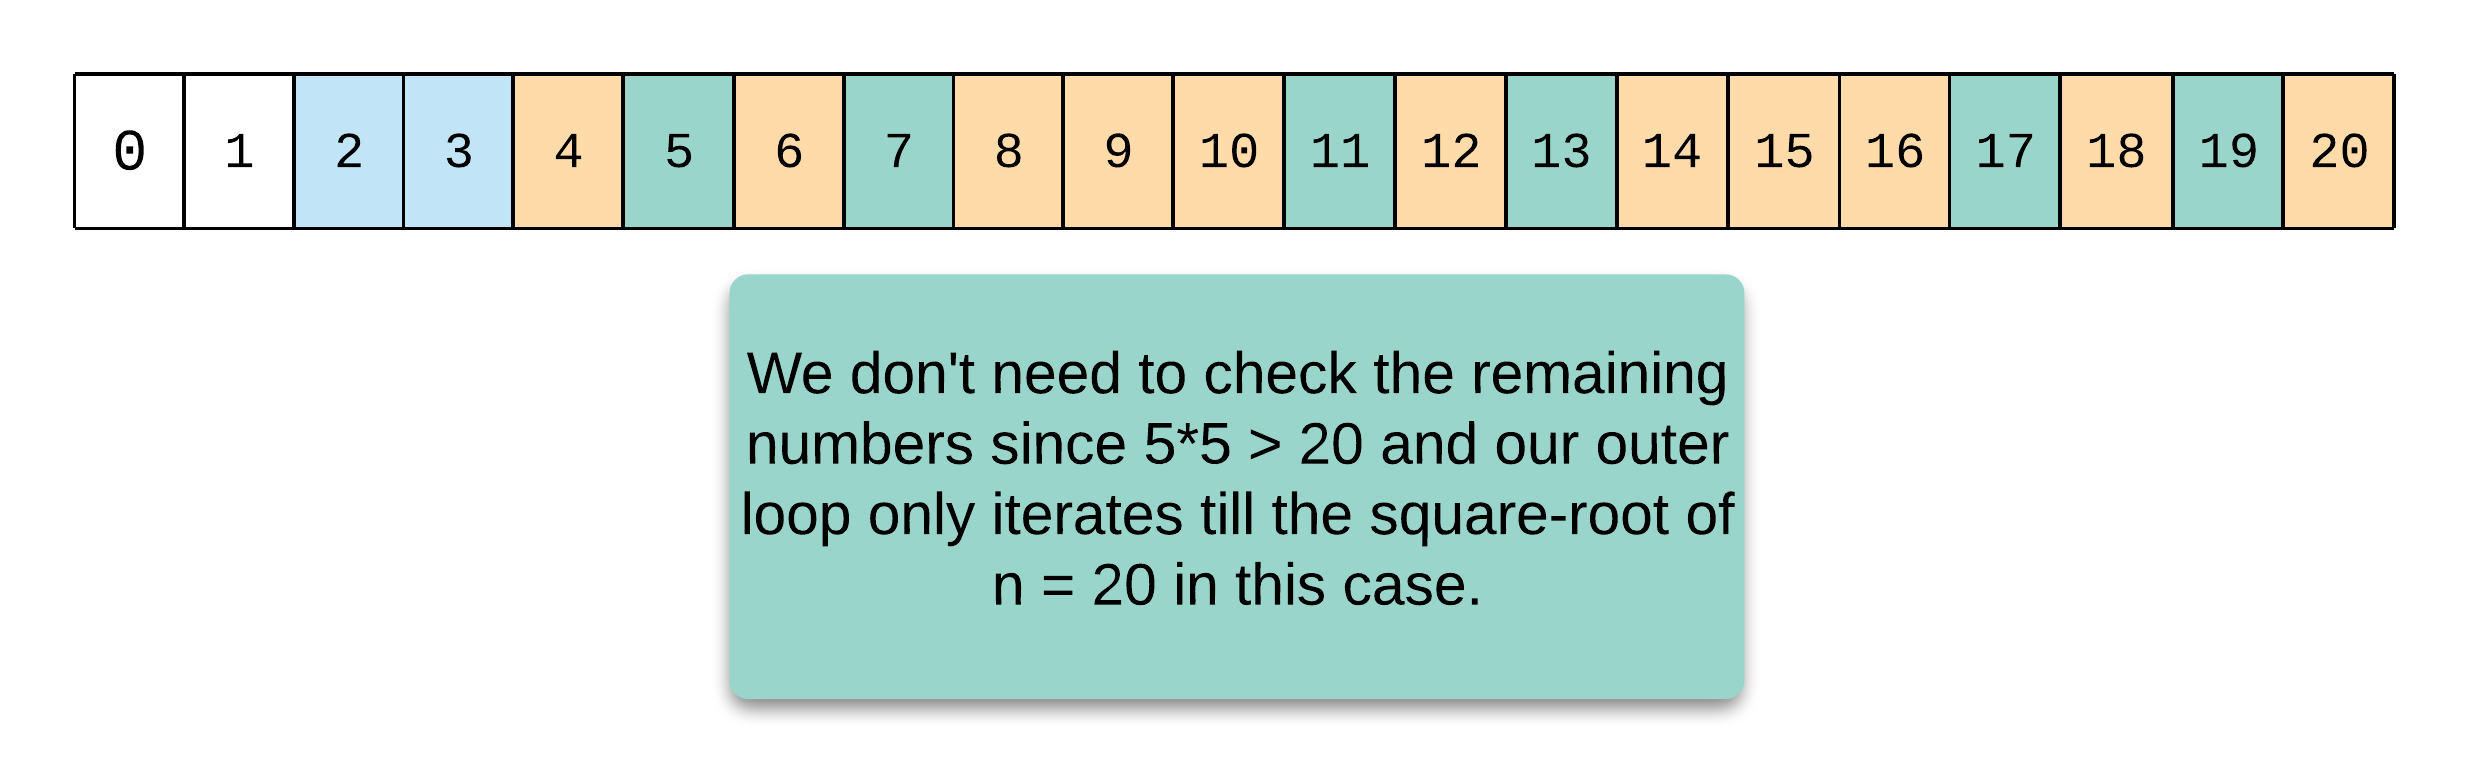 0 1 2 3 4 5 6 7 8 9 10 11 12 13 14 15 16 17 18 19 20
We don't need to check the remaining
numbers since 5*5 > 20 and our outer
loop only iterates till the square-root of
n = 20 in this case.